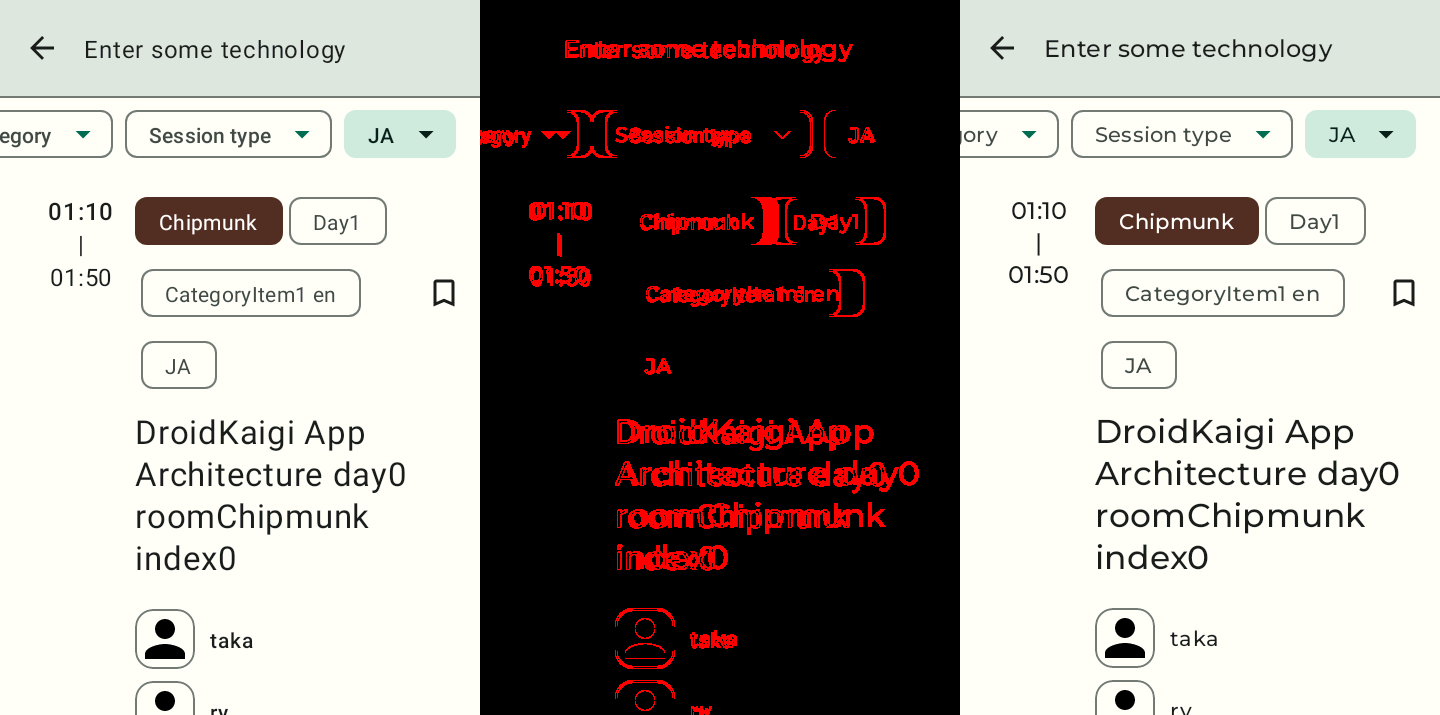 Enter some technology
egory Session type JA
01:10 Chipmunk Day1
|
01:50 CategoryItem1 en
JA
DroidKaigi App
Architecture day0
roomChipmunk
index0
taka
ry
Enter some technology
Session type
JA
01:10
Chipmunk
Day1
01:50
CategoryItem1 en
JA
DroidKaigi App
Architecture day0
roomChipmunk
index0
taka
ry
Enter some technology
gory Session type JA
01:10 Chipmunk Day1
|
01:50 CategoryItem1 en
JA
DroidKaigi App
Architecture day0
roomChipmunk
index0
taka
ry